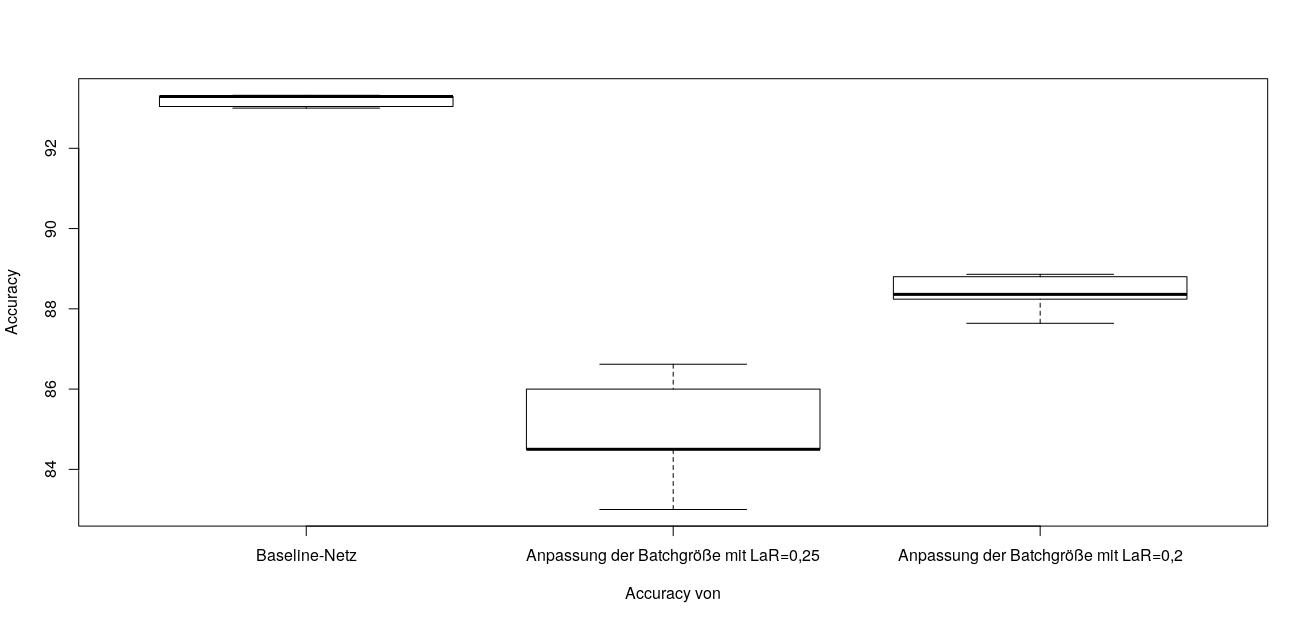 92
90
88
86
84
Accuracy
Baseline-Netz
Anpassung der Batchgröße mit LaR=0,25
Anpassung der Batchgröße mit LaR=0,2
Accuracy von